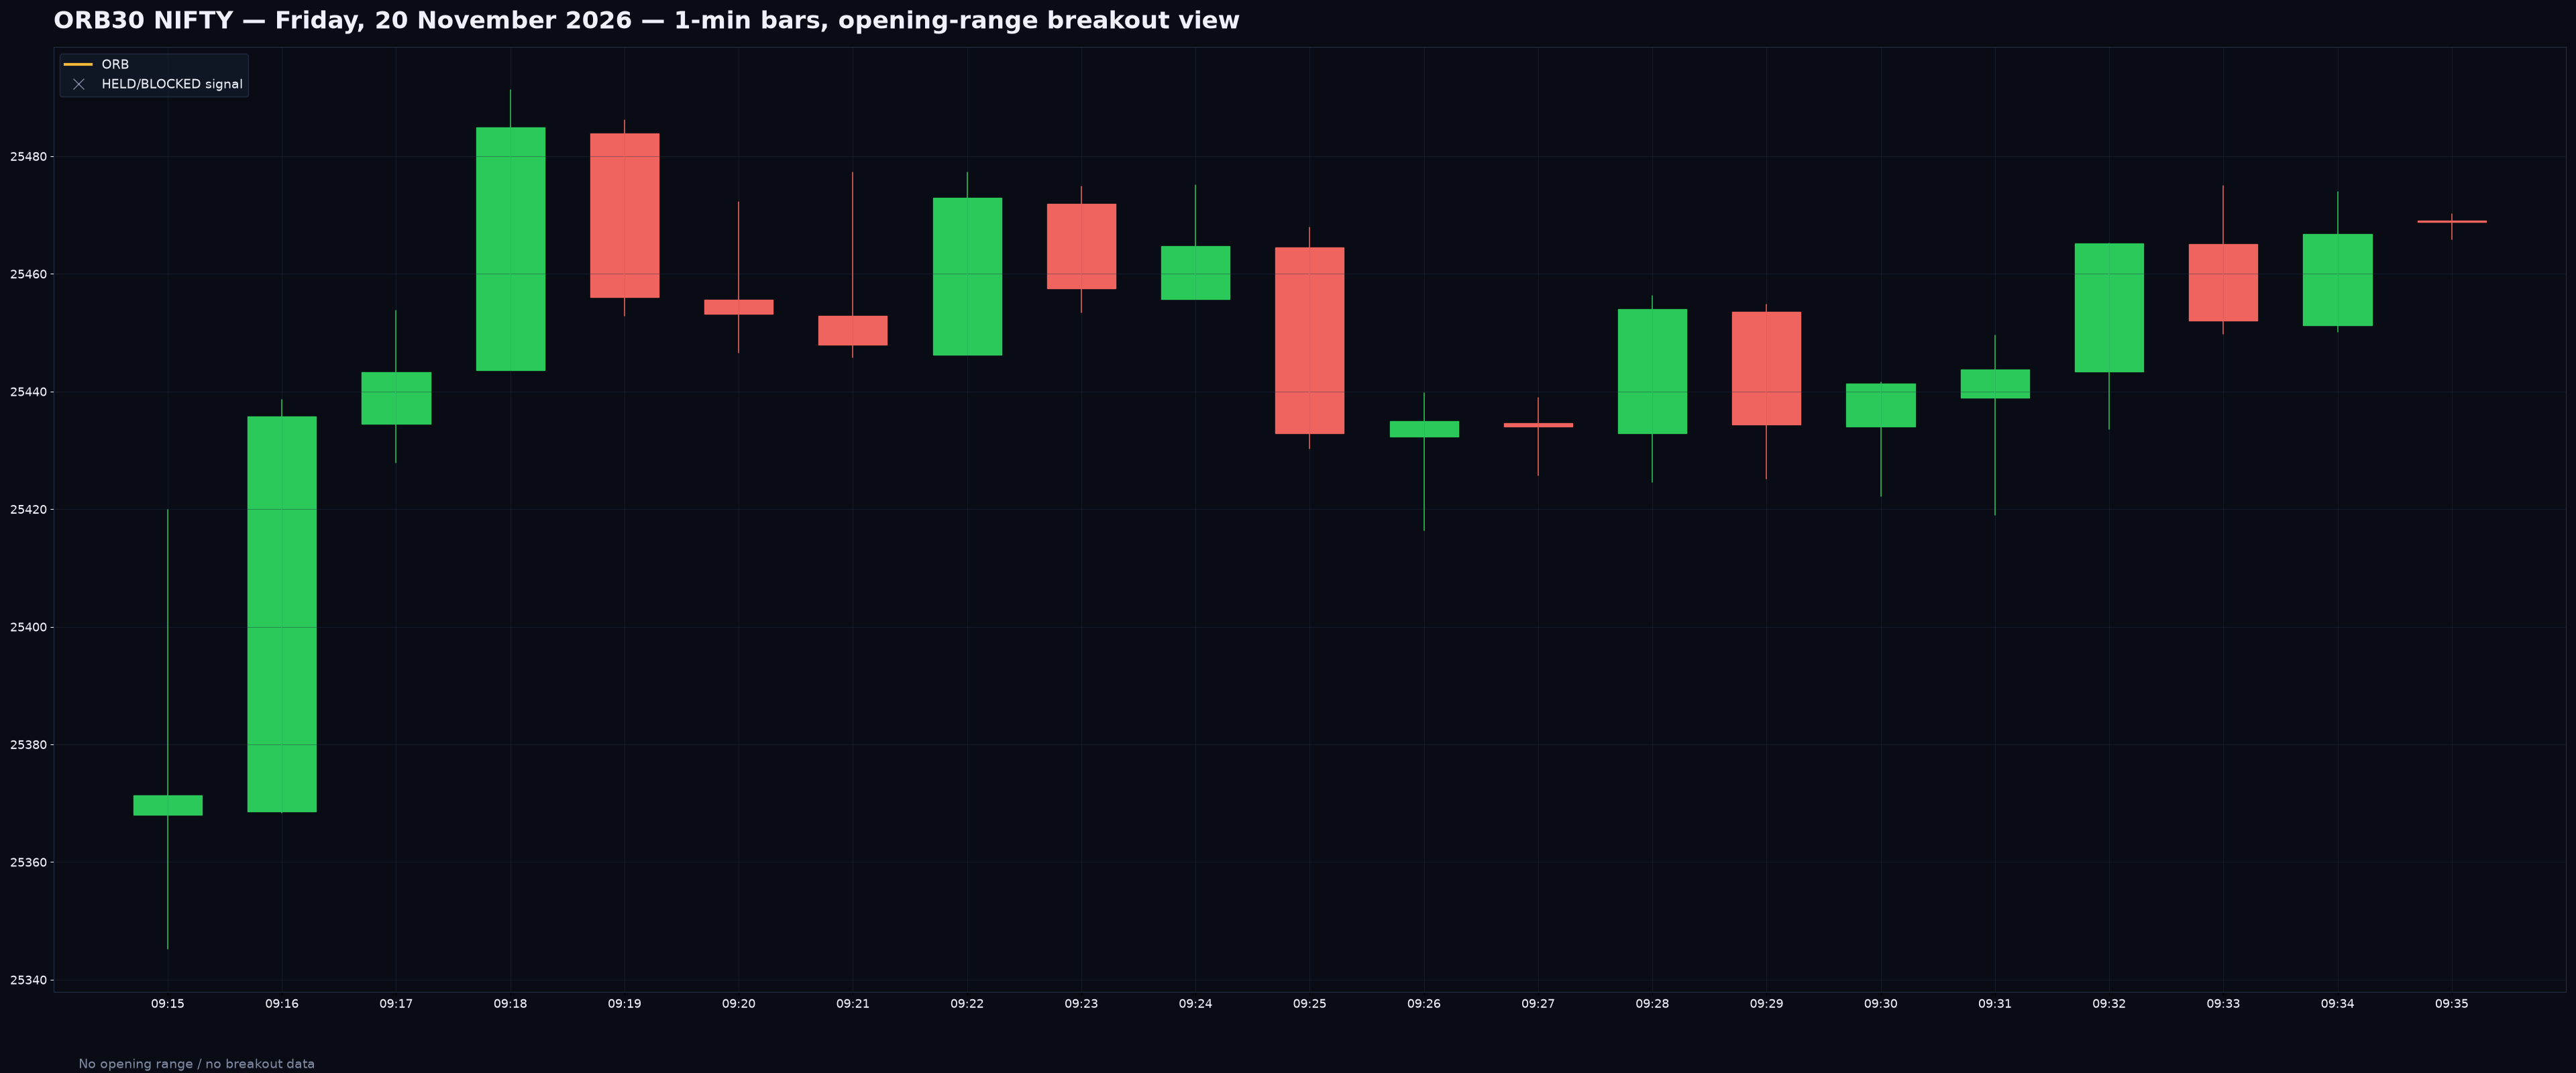 ORB30 NIFTY — Friday, 20 November 2026 — 1-min bars, opening-range breakout view
ORB
HELD/BLOCKED signal
25480
25460
25440
25420
25400
25380
25360
25340
09:15 09:16 09:17 09:18 09:19 09:20 09:21 09:22 09:23 09:24 09:25 09:26 09:27 09:28 09:29 09:30 09:31 09:32 09:33 09:34 09:35
No opening range / no breakout data